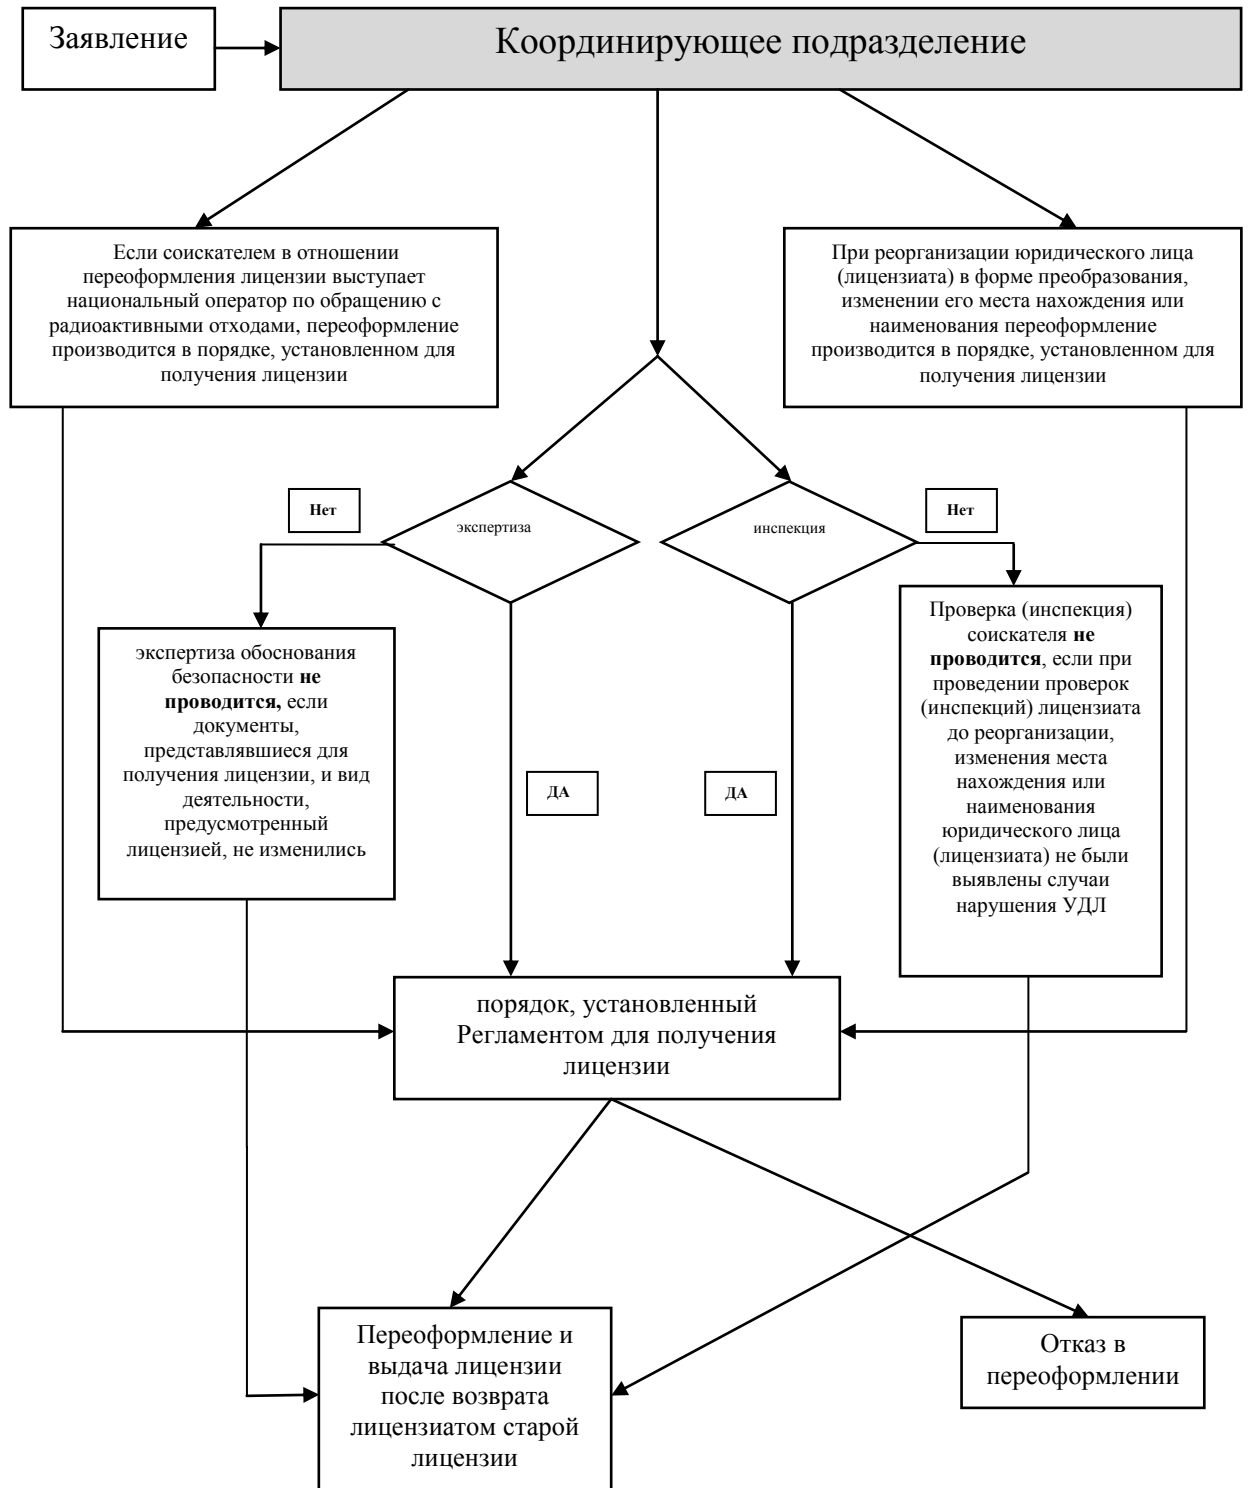 Заявление
Координирующее подразделение
Если соискателем в отношении
переоформления лицензии выступает
национальный оператор по обращению с
радиоактивными отходами, переоформление
производится в порядке, установленном для
получения лицензии
При реорганизации юридического лица
(лицензиата) в форме преобразования,
изменении его места нахождения или
наименования переоформление
производится в порядке, установленном для
получения лицензии
Нет
экспертиза
инспекция
Нет
экспертиза обоснования
безопасности не
проводится, если
документы,
представлявшиеся для
получения лицензии, и вид
деятельности,
предусмотренный
лицензией, не изменились
ДА
ДА
Проверка (инспекция)
соискателя не
проводится, если при
проведении проверок
(инспекций) лицензиата
до реорганизации,
изменения места
нахождения или
наименования
юридического лица
(лицензиата) не были
выявлены случаи
нарушения УДЛ
порядок, установленный
Регламентом для получения
лицензии
Переоформление и
выдача лицензии
после возврата
лицензиатом старой
лицензии
Отказ в
переоформлении